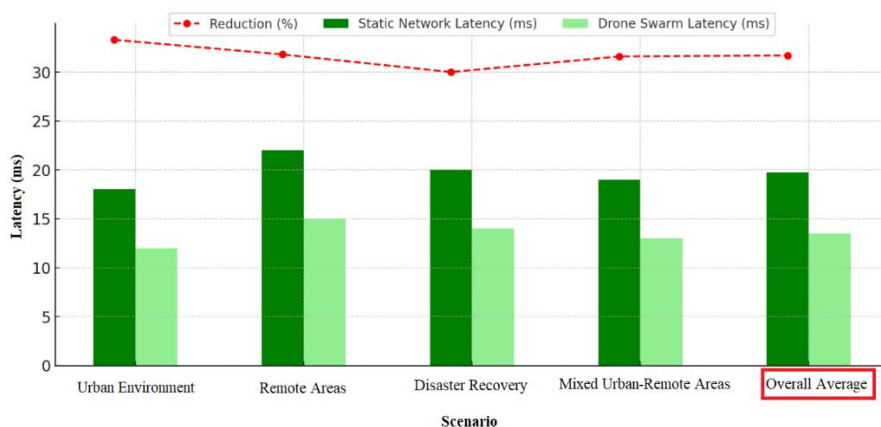 Reduction (%) Static Network Latency (ms) Drone Swarm Latency (ms)
Latency (ms)
30
25
20
15
10
5
0
Urban Environment Remote Areas Disaster Recovery Mixed Urban-Remote Areas Overall Average
Scenario